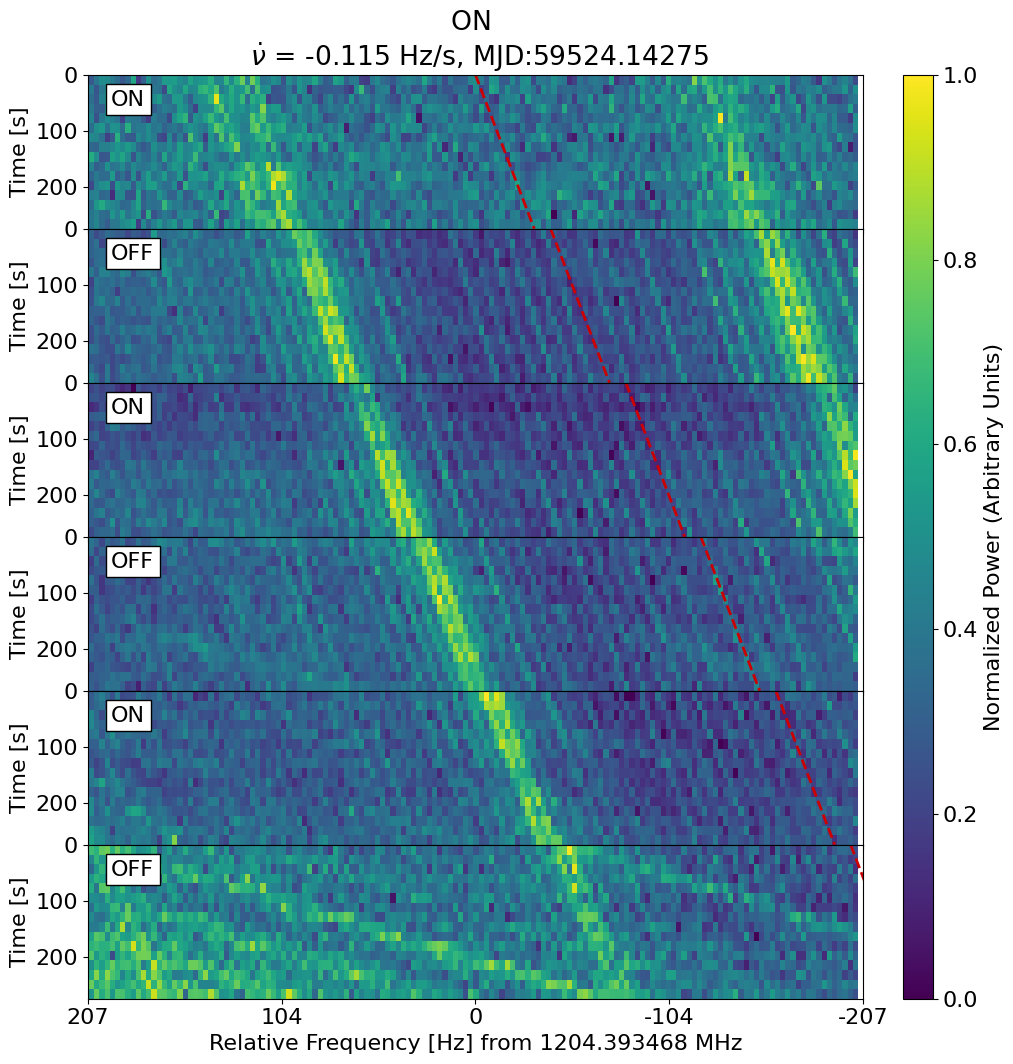 ON
ν̇ = -0.115 Hz/s, MJD:59524.14275
0
ON
100
200
Time [s]
0
OFF
100
200
Time [s]
0
ON
100
200
Time [s]
0
OFF
100
200
Time [s]
0
ON
100
200
Time [s]
0
OFF
100
200
Time [s]
207 104 0 -104 -207
Relative Frequency [Hz] from 1204.393468 MHz
1.0
0.8
0.6
0.4
0.2
0.0
Normalized Power (Arbitrary Units)